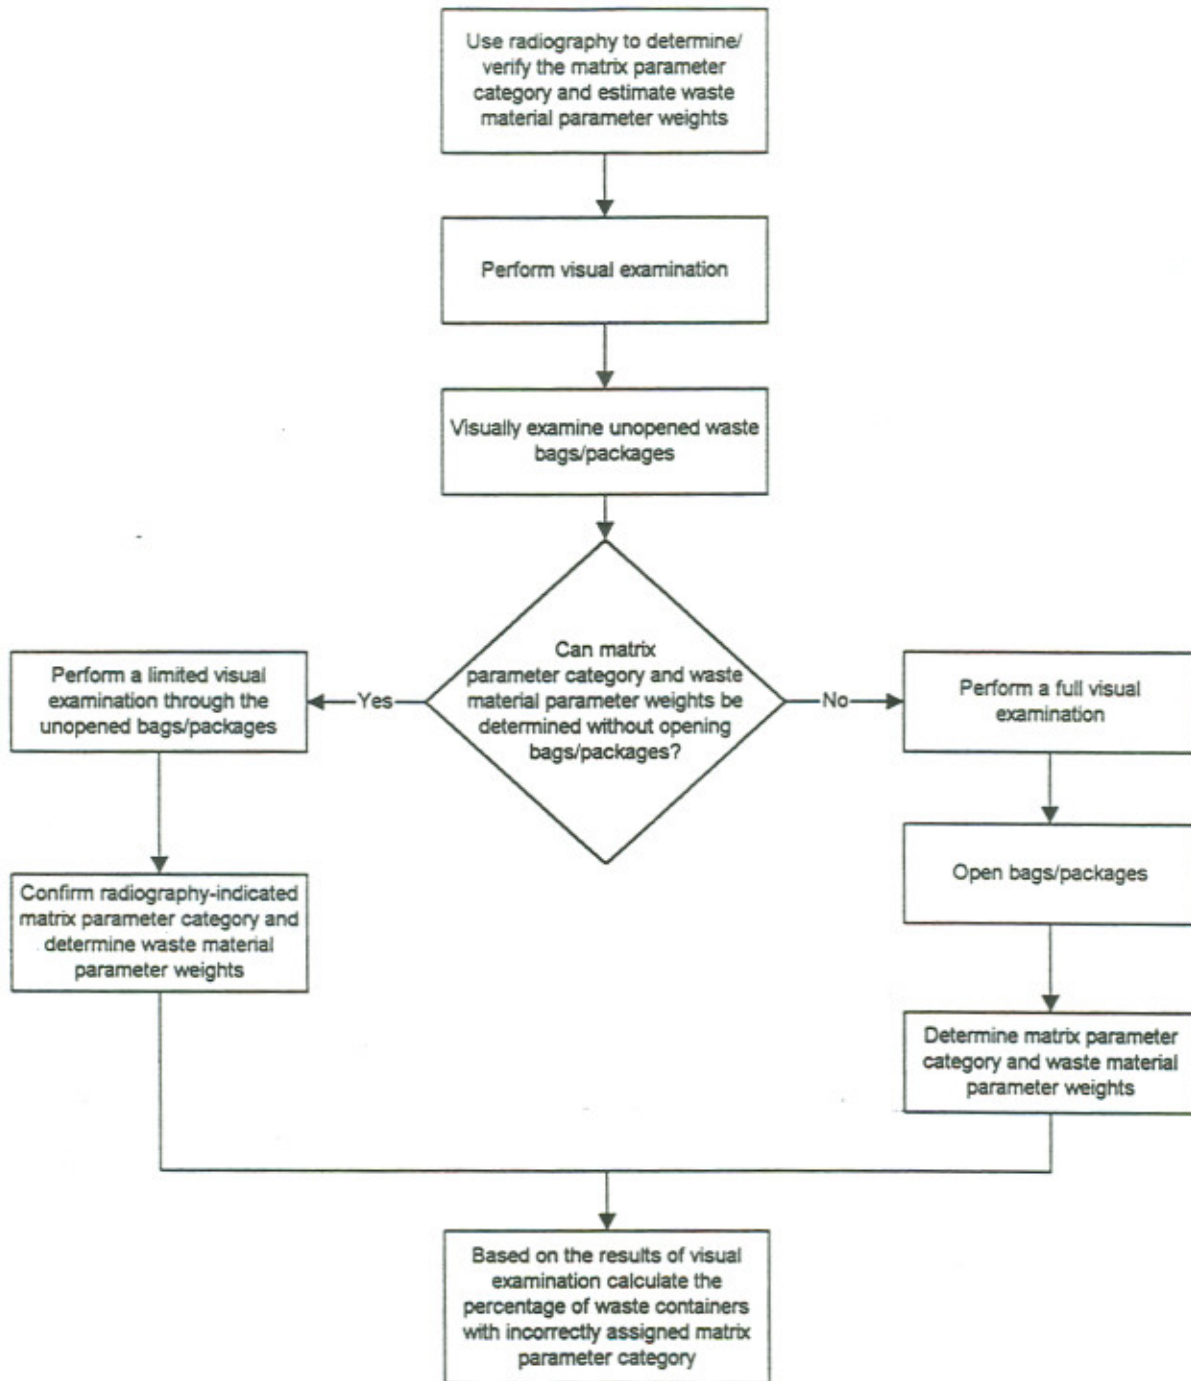 Use radiography to determine/
verify the matrix parameter
category and estimate waste
material parameter weights
Perform visual examination
Visually examine unopened waste
bags/packages
Can matrix
parameter category and waste
material parameter weights be
determined without opening
bags/packages?
Yes
No
Perform a limited visual
examination through the
unopened bags/packages
Confirm radiography-indicated
matrix parameter category and
determine waste material
parameter weights
Perform a full visual
examination
Open bags/packages
Determine matrix parameter
category and waste material
parameter weights
Based on the results of visual
examination calculate the
percentage of waste containers
with incorrectly assigned matrix
parameter category